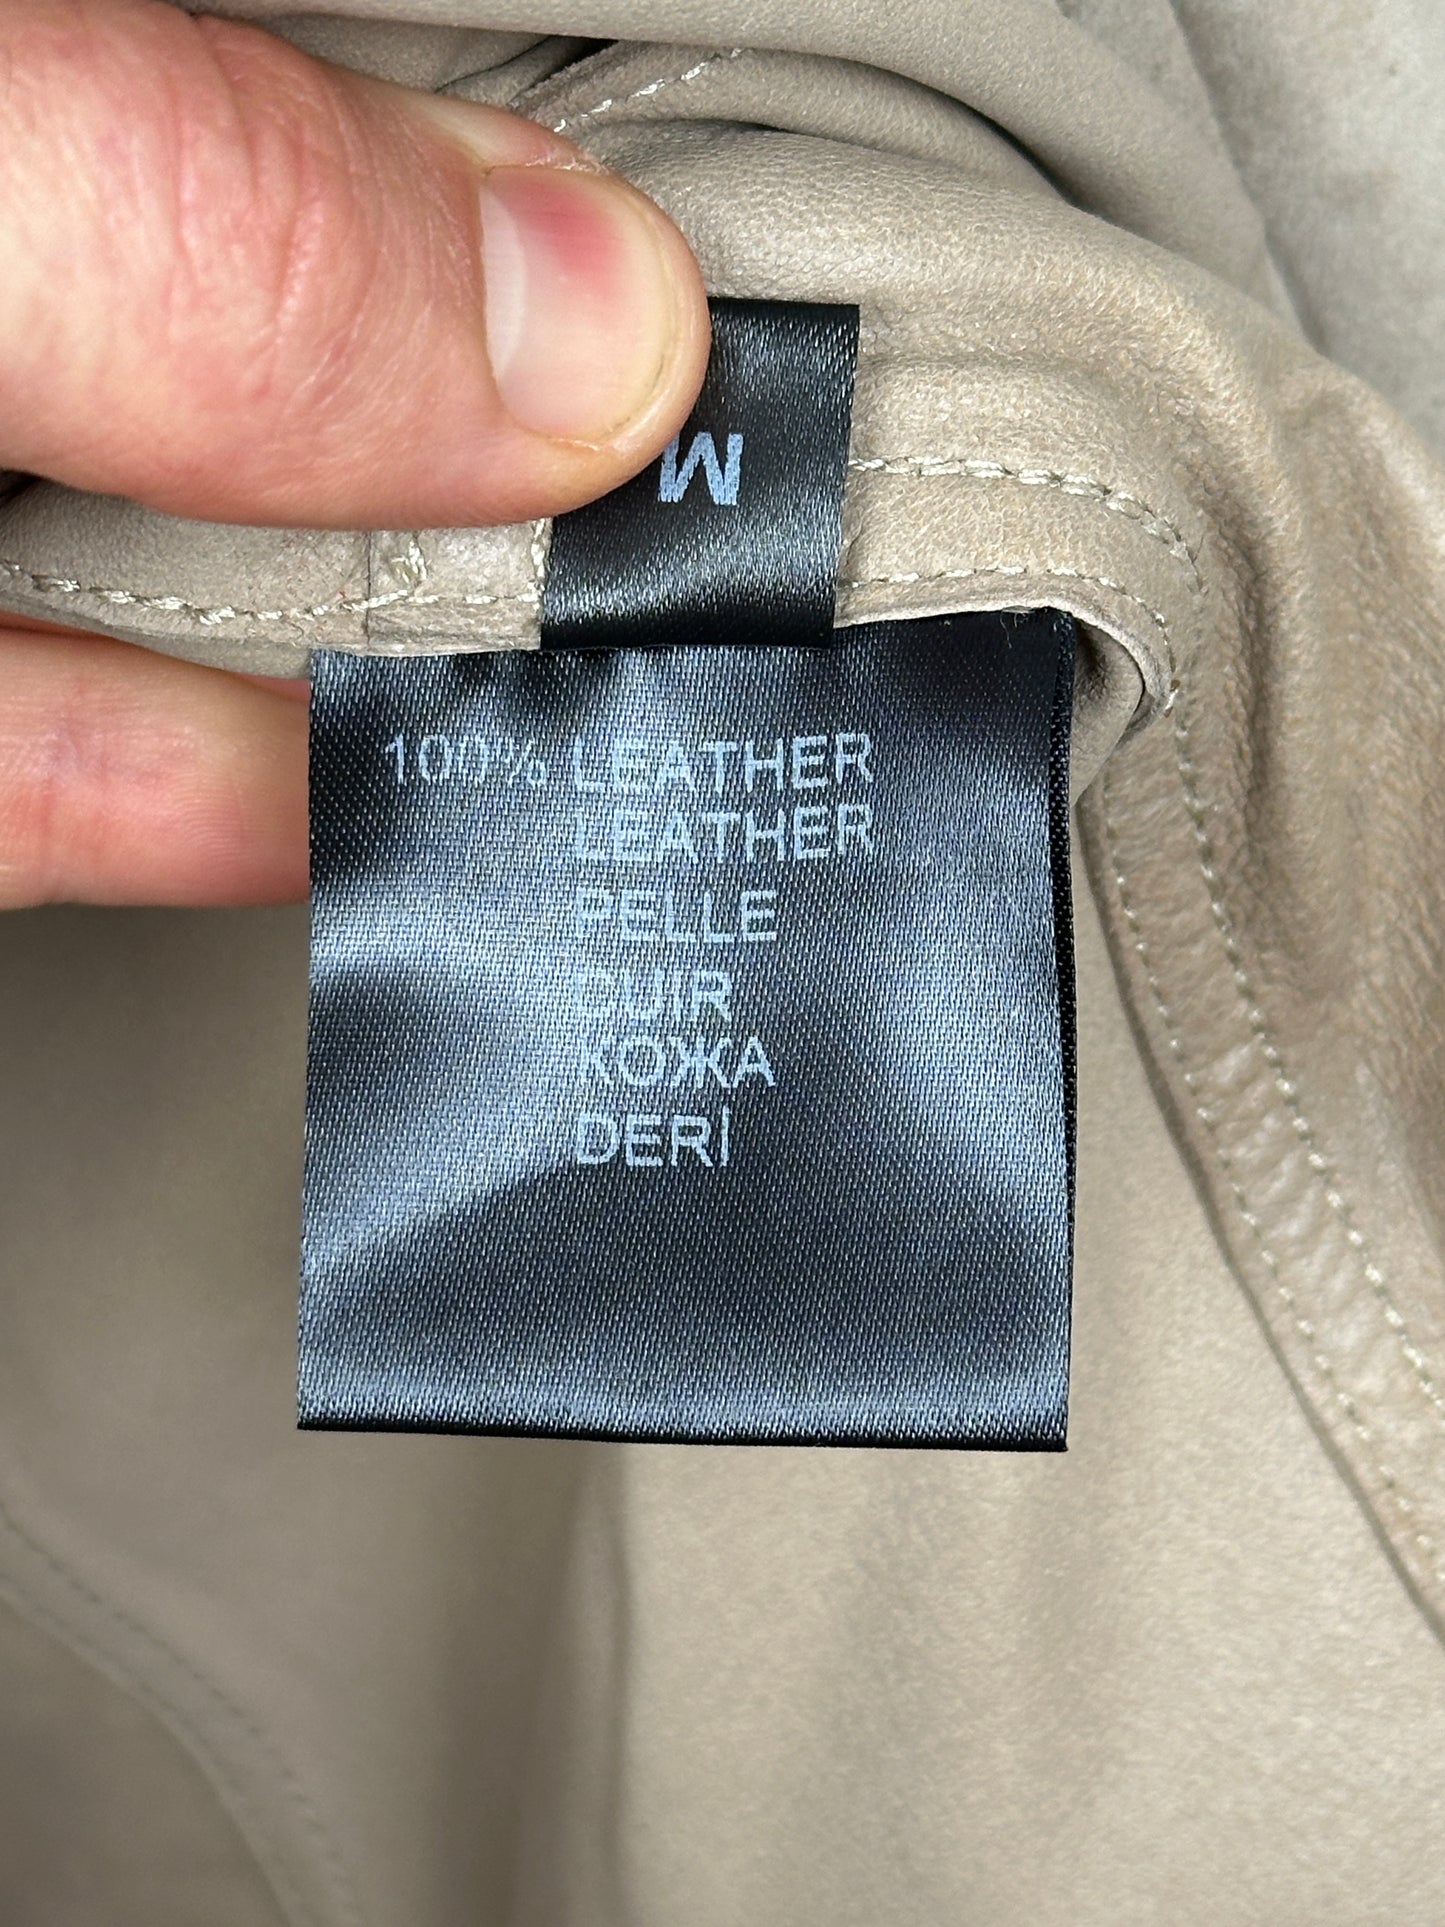 M
100% LEATHER
LEATHER
PELLE
CUIR
КОЖА
DERİ